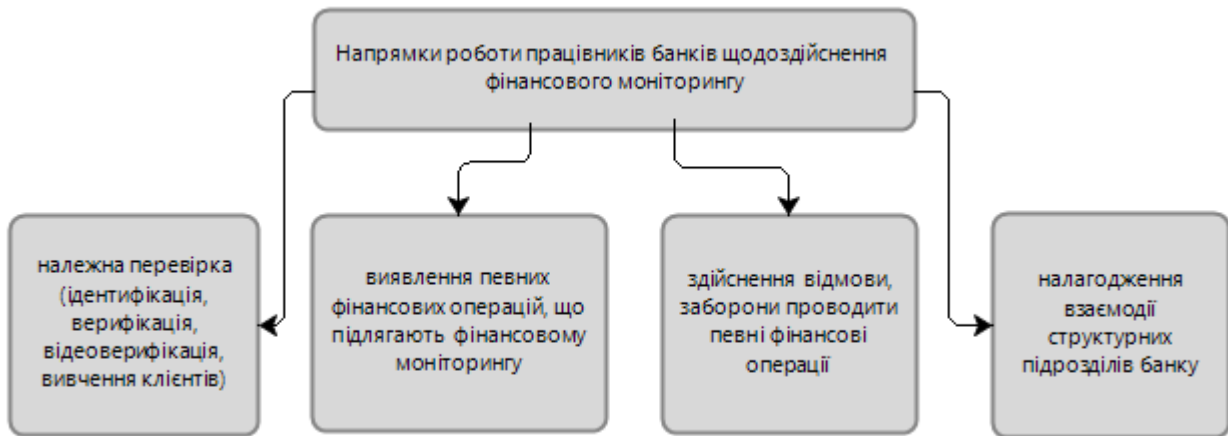 Напрямки роботи працівників банків щодоздійснення
фінансового моніторингу
належна перевірка
(ідентифікація,
верифікація,
відеоверифікація,
вивчення клієнтів)
виявлення певних
фінансових операцій, що
підлягають фінансовому
моніторингу
здійснення відмови,
заборони проводити
певні фінансові
операції
налагодження
взаємодії
структурних
підрозділів банку